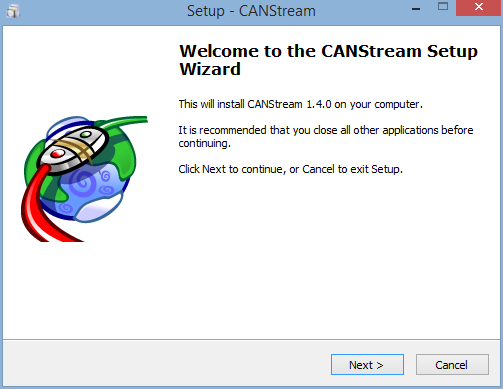 Setup - CANStream
Welcome to the CANStream Setup
Wizard
This will install CANStream 1.4.0 on your computer.
It is recommended that you close all other applications before
continuing.
Click Next to continue, or Cancel to exit Setup.
Next >
Cancel